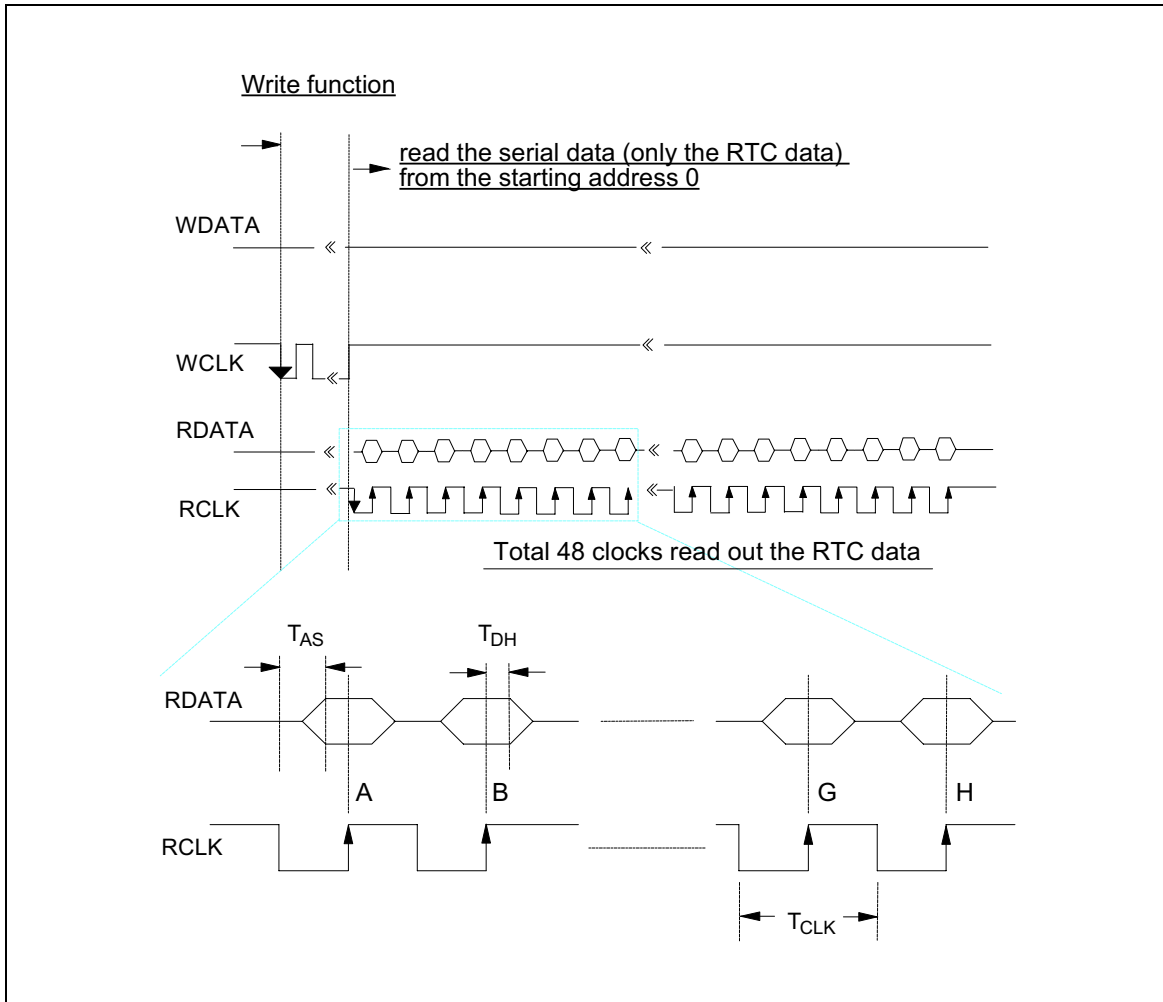 Write function
read the serial data (only the RTC data)
from the starting address 0
WDATA
WCLK
RDATA
RCLK
Total 48 clocks read out the RTC data
TAS
TDH
RDATA
A
B
G
H
RCLK
TCLK